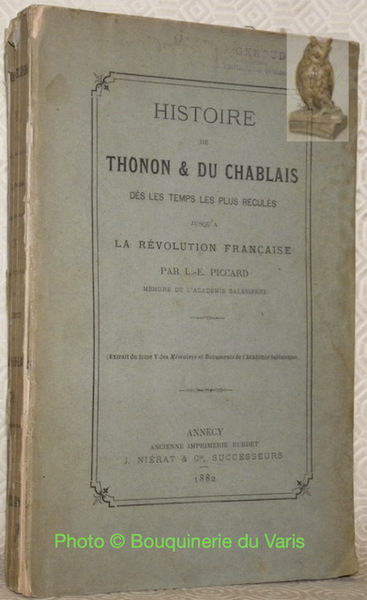 GENOUD
HISTOIRE
DE
THONON & DU CHABLAIS
DÈS LES TEMPS LES PLUS RECULÉS
JUSQU'A
LA RÉVOLUTION FRANÇAISE
PAR L.-E. PICCARD
MEMBRE DE L'ACADÉMIE SALÉSIENNE
(Extrait du tome V des Mémoires et Documents de l'Académie Salésienne)
ANNECY
ANCIENNE IMPRIMERIE BURDET
J. NIÉRAT & Cie, SUCCESSEURS
1882
Photo © Bouquinerie du Varis